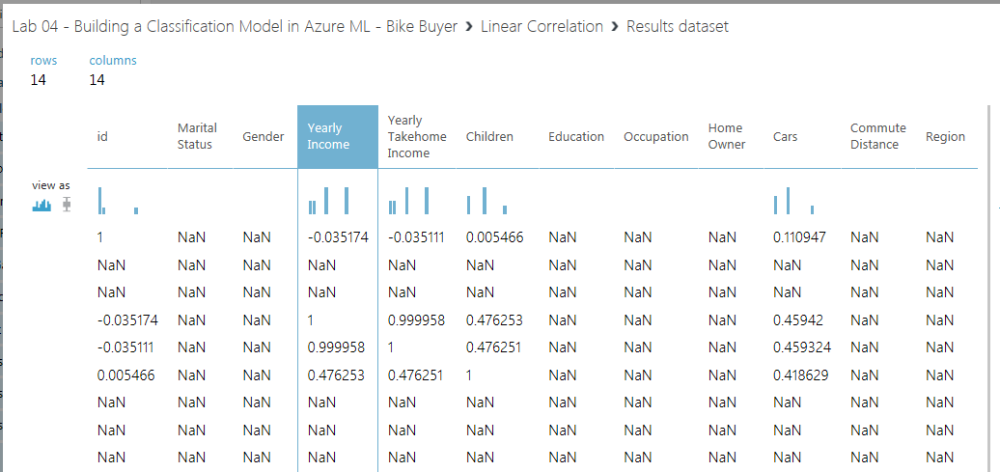 Lab 04 - Building a Classification Model in Azure ML - Bike Buyer › Linear Correlation › Results dataset
rows columns
14 14
id Marital Status Gender Yearly Income Yearly Takehome Income Children Education Occupation Home Owner Cars Commute Distance Region
view as
1 NaN NaN -0.035174 -0.035111 0.005466 NaN NaN NaN 0.110947 NaN NaN
NaN NaN NaN NaN NaN NaN NaN NaN NaN NaN NaN NaN
NaN NaN NaN NaN NaN NaN NaN NaN NaN NaN NaN NaN
-0.035174 NaN NaN 1 0.999958 0.476253 NaN NaN NaN 0.45942 NaN NaN
-0.035111 NaN NaN 0.999958 1 0.476251 NaN NaN NaN 0.459324 NaN NaN
0.005466 NaN NaN 0.476253 0.476251 1 NaN NaN NaN 0.418629 NaN NaN
NaN NaN NaN NaN NaN NaN NaN NaN NaN NaN NaN NaN
NaN NaN NaN NaN NaN NaN NaN NaN NaN NaN NaN NaN
NaN NaN NaN NaN NaN NaN NaN NaN NaN NaN NaN NaN